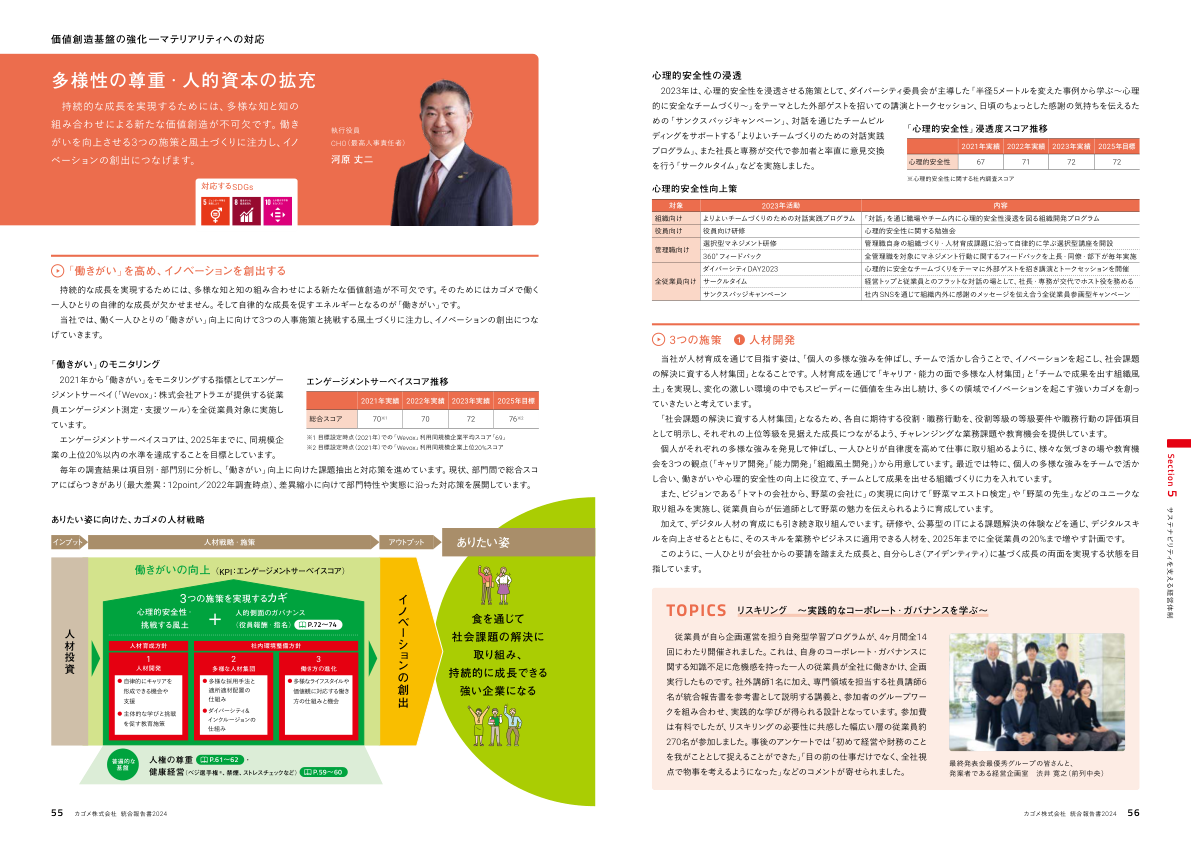 価値創造基盤の強化―マテリアリティへの対応
多様性の尊重・人的資本の拡充
持続的な成長を実現するためには、多様な知と知の
組み合わせによる新たな価値創造が不可欠です。働き
がいを向上させる3つの施策と風土づくりに注力し、イノ
ベーションの創出につなげます。
執行役員
CHO（最高人事責任者）
河原 丈二
対応するSDGs
5
8
10
「働きがい」を高め、イノベーションを創出する
持続的な成長を実現するためには、多様な知と知の組み合わせによる新たな価値創造が不可欠です。そのためにはカゴメで働く
一人ひとりの自律的な成長が欠かせません。そして自律的な成長を促すエネルギーとなるのが「働きがい」です。
当社では、働く一人ひとりの「働きがい」向上に向けて3つの人事施策と挑戦する風土づくりに注力し、イノベーションの創出につな
げていきます。
「働きがい」のモニタリング
2021年から「働きがい」をモニタリングする指標としてエンゲー
ジメントサーベイ（「Wevox」：株式会社アトラエが提供する従業
員エンゲージメント測定・支援ツール）を全従業員対象に実施し
ています。
エンゲージメントサーベイスコアは、2025年までに、同規模企
業の上位20%以内の水準を達成することを目標としています。
毎年の調査結果は項目別・部門別に分析し、「働きがい」向上に向けた課題抽出と対応策を進めています。現状、部門間で総合スコ
アにばらつきがあり（最大差異：12point／2022年調査時点）、差異縮小に向けて部門特性や実態に沿った対応策を展開しています。
エンゲージメントサーベイスコア推移
2021年実績 2022年実績 2023年実績 2025年目標
総合スコア 70※1 70 72 76※2
※1 目標設定時点（2021年）での「Wevox」利用同規模企業平均スコア「69」
※2 目標設定時点（2021年）での「Wevox」利用同規模企業上位20%スコア
ありたい姿に向けた、カゴメの人材戦略
インプット 人材戦略・施策 アウトプット ありたい姿
人材投資
働きがいの向上（KPI：エンゲージメントサーベイスコア）
3つの施策を実現するカギ
心理的安全性・
挑戦する風土
＋
人的側面のガバナンス
（役員報酬・指名） P.72〜74
人材育成方針 社内環境整備方針
1
人材開発
●自律的にキャリアを
形成できる機会や
支援
●主体的な学びと挑戦
を促す教育施策
2
多様な人材集団
●多様な採用手法と
適所適材配置の
仕組み
●ダイバーシティ&
インクルージョンの
仕組み
3
働き方の進化
●多様なライフスタイルや
価値観に対応する働き
方の仕組みと機会
普遍的な
基盤
人権の尊重 P.61〜62・
健康経営（ベジ選手権®、禁煙、ストレスチェックなど） P.59〜60
イノベーションの創出
食を通じて
社会課題の解決に
取り組み、
持続的に成長できる
強い企業になる
55 カゴメ株式会社 統合報告書2024
心理的安全性の浸透
2023年は、心理的安全性を浸透させる施策として、ダイバーシティ委員会が主導した「半径5メートルを変えた事例から学ぶ〜心理
的に安全なチームづくり〜」をテーマとした外部ゲストを招いての講演とトークセッション、日頃のちょっとした感謝の気持ちを伝えるた
めの「サンクスバッジキャンペーン」、対話を通じたチームビル
ディングをサポートする「よりよいチームづくりのための対話実践
プログラム」、また社長と専務が交代で参加者と率直に意見交換
を行う「サークルタイム」などを実施しました。
「心理的安全性」浸透度スコア推移
2021年実績 2022年実績 2023年実績 2025年目標
心理的安全性 67 71 72 72
※心理的安全性に関する社内調査スコア
心理的安全性向上策
対象 2023年活動 内容
組織向け よりよいチームづくりのための対話実践プログラム 「対話」を通じ職場やチーム内に心理的安全性浸透を図る組織開発プログラム
役員向け 役員向け研修 心理的安全性に関する勉強会
管理職向け 選択型マネジメント研修 管理職自身の組織づくり・人材育成課題に沿って自律的に学ぶ選択型講座を開設
360°フィードバック 全管理職を対象にマネジメント行動に関するフィードバックを上長・同僚・部下が毎年実施
全従業員向け ダイバーシティDAY2023 心理的に安全なチームづくりをテーマに外部ゲストを招き講演とトークセッションを開催
サークルタイム 経営トップと従業員とのフラットな対話の場として、社長・専務が交代でホスト役を務める
サンクスバッジキャンペーン 社内SNSを通じて組織内外に感謝のメッセージを伝え合う全従業員参画型キャンペーン
3つの施策 1 人材開発
当社が人材育成を通じて目指す姿は、「個人の多様な強みを伸ばし、チームで活かし合うことで、イノベーションを起こし、社会課題
の解決に資する人材集団」となることです。人材育成を通じて「キャリア・能力の面で多様な人材集団」と「チームで成果を出す組織風
土」を実現し、変化の激しい環境の中でもスピーディーに価値を生み出し続け、多くの領域でイノベーションを起こす強いカゴメを創っ
ていきたいと考えています。
「社会課題の解決に資する人材集団」となるため、各自に期待する役割・職務行動を、役割等級の等級要件や職務行動の評価項目
として明示し、それぞれの上位等級を見据えた成長につながるよう、チャレンジングな業務課題や教育機会を提供しています。
個人がそれぞれの多様な強みを発見して伸ばし、一人ひとりが自律度を高めて仕事に取り組めるように、様々な気づきの場や教育機
会を3つの観点（「キャリア開発」「能力開発」「組織風土開発」）から用意しています。最近では特に、個人の多様な強みをチームで活か
し合い、働きがいや心理的安全性の向上に役立て、チームとして成果を出せる組織づくりに力を入れています。
また、ビジョンである「トマトの会社から、野菜の会社に」の実現に向けて「野菜マエストロ検定」や「野菜の先生」などのユニークな
取り組みを実施し、従業員自らが伝道師として野菜の魅力を伝えられるように育成しています。
加えて、デジタル人材の育成にも引き続き取り組んでいます。研修や、公募型のITによる課題解決の体験などを通じ、デジタルスキ
ルを向上させるとともに、そのスキルを業務やビジネスに適用できる人材を、2025年までに全従業員の20%まで増やす計画です。
このように、一人ひとりが会社からの要請を踏まえた成長と、自分らしさ（アイデンティティ）に基づく成長の両面を実現する状態を目
指しています。
TOPICS リスキリング 〜実践的なコーポレート・ガバナンスを学ぶ〜
従業員が自ら企画運営を担う自発型学習プログラムが、4ヶ月間全14
回にわたり開催されました。これは、自身のコーポレート・ガバナンスに
関する知識不足に危機感を持った一人の従業員が全社に働きかけ、企画
実行したものです。社外講師1名に加え、専門領域を担当する社員講師6
名が統合報告書を参考書として説明する講義と、参加者のグループワー
クを組み合わせ、実践的な学びが得られる設計となっています。参加費
は有料でしたが、リスキリングの必要性に共感した幅広い層の従業員約
270名が参加しました。事後のアンケートでは「初めて経営や財務のこと
を我がこととして捉えることができた」「目の前の仕事だけでなく、全社視
点で物事を考えるようになった」などのコメントが寄せられました。
最終発表会最優秀グループの皆さんと、
発案者である経営企画室 渋井 寛之（前列中央）
Section 5
サステナビリティを支える経営体制
カゴメ株式会社 統合報告書2024 56